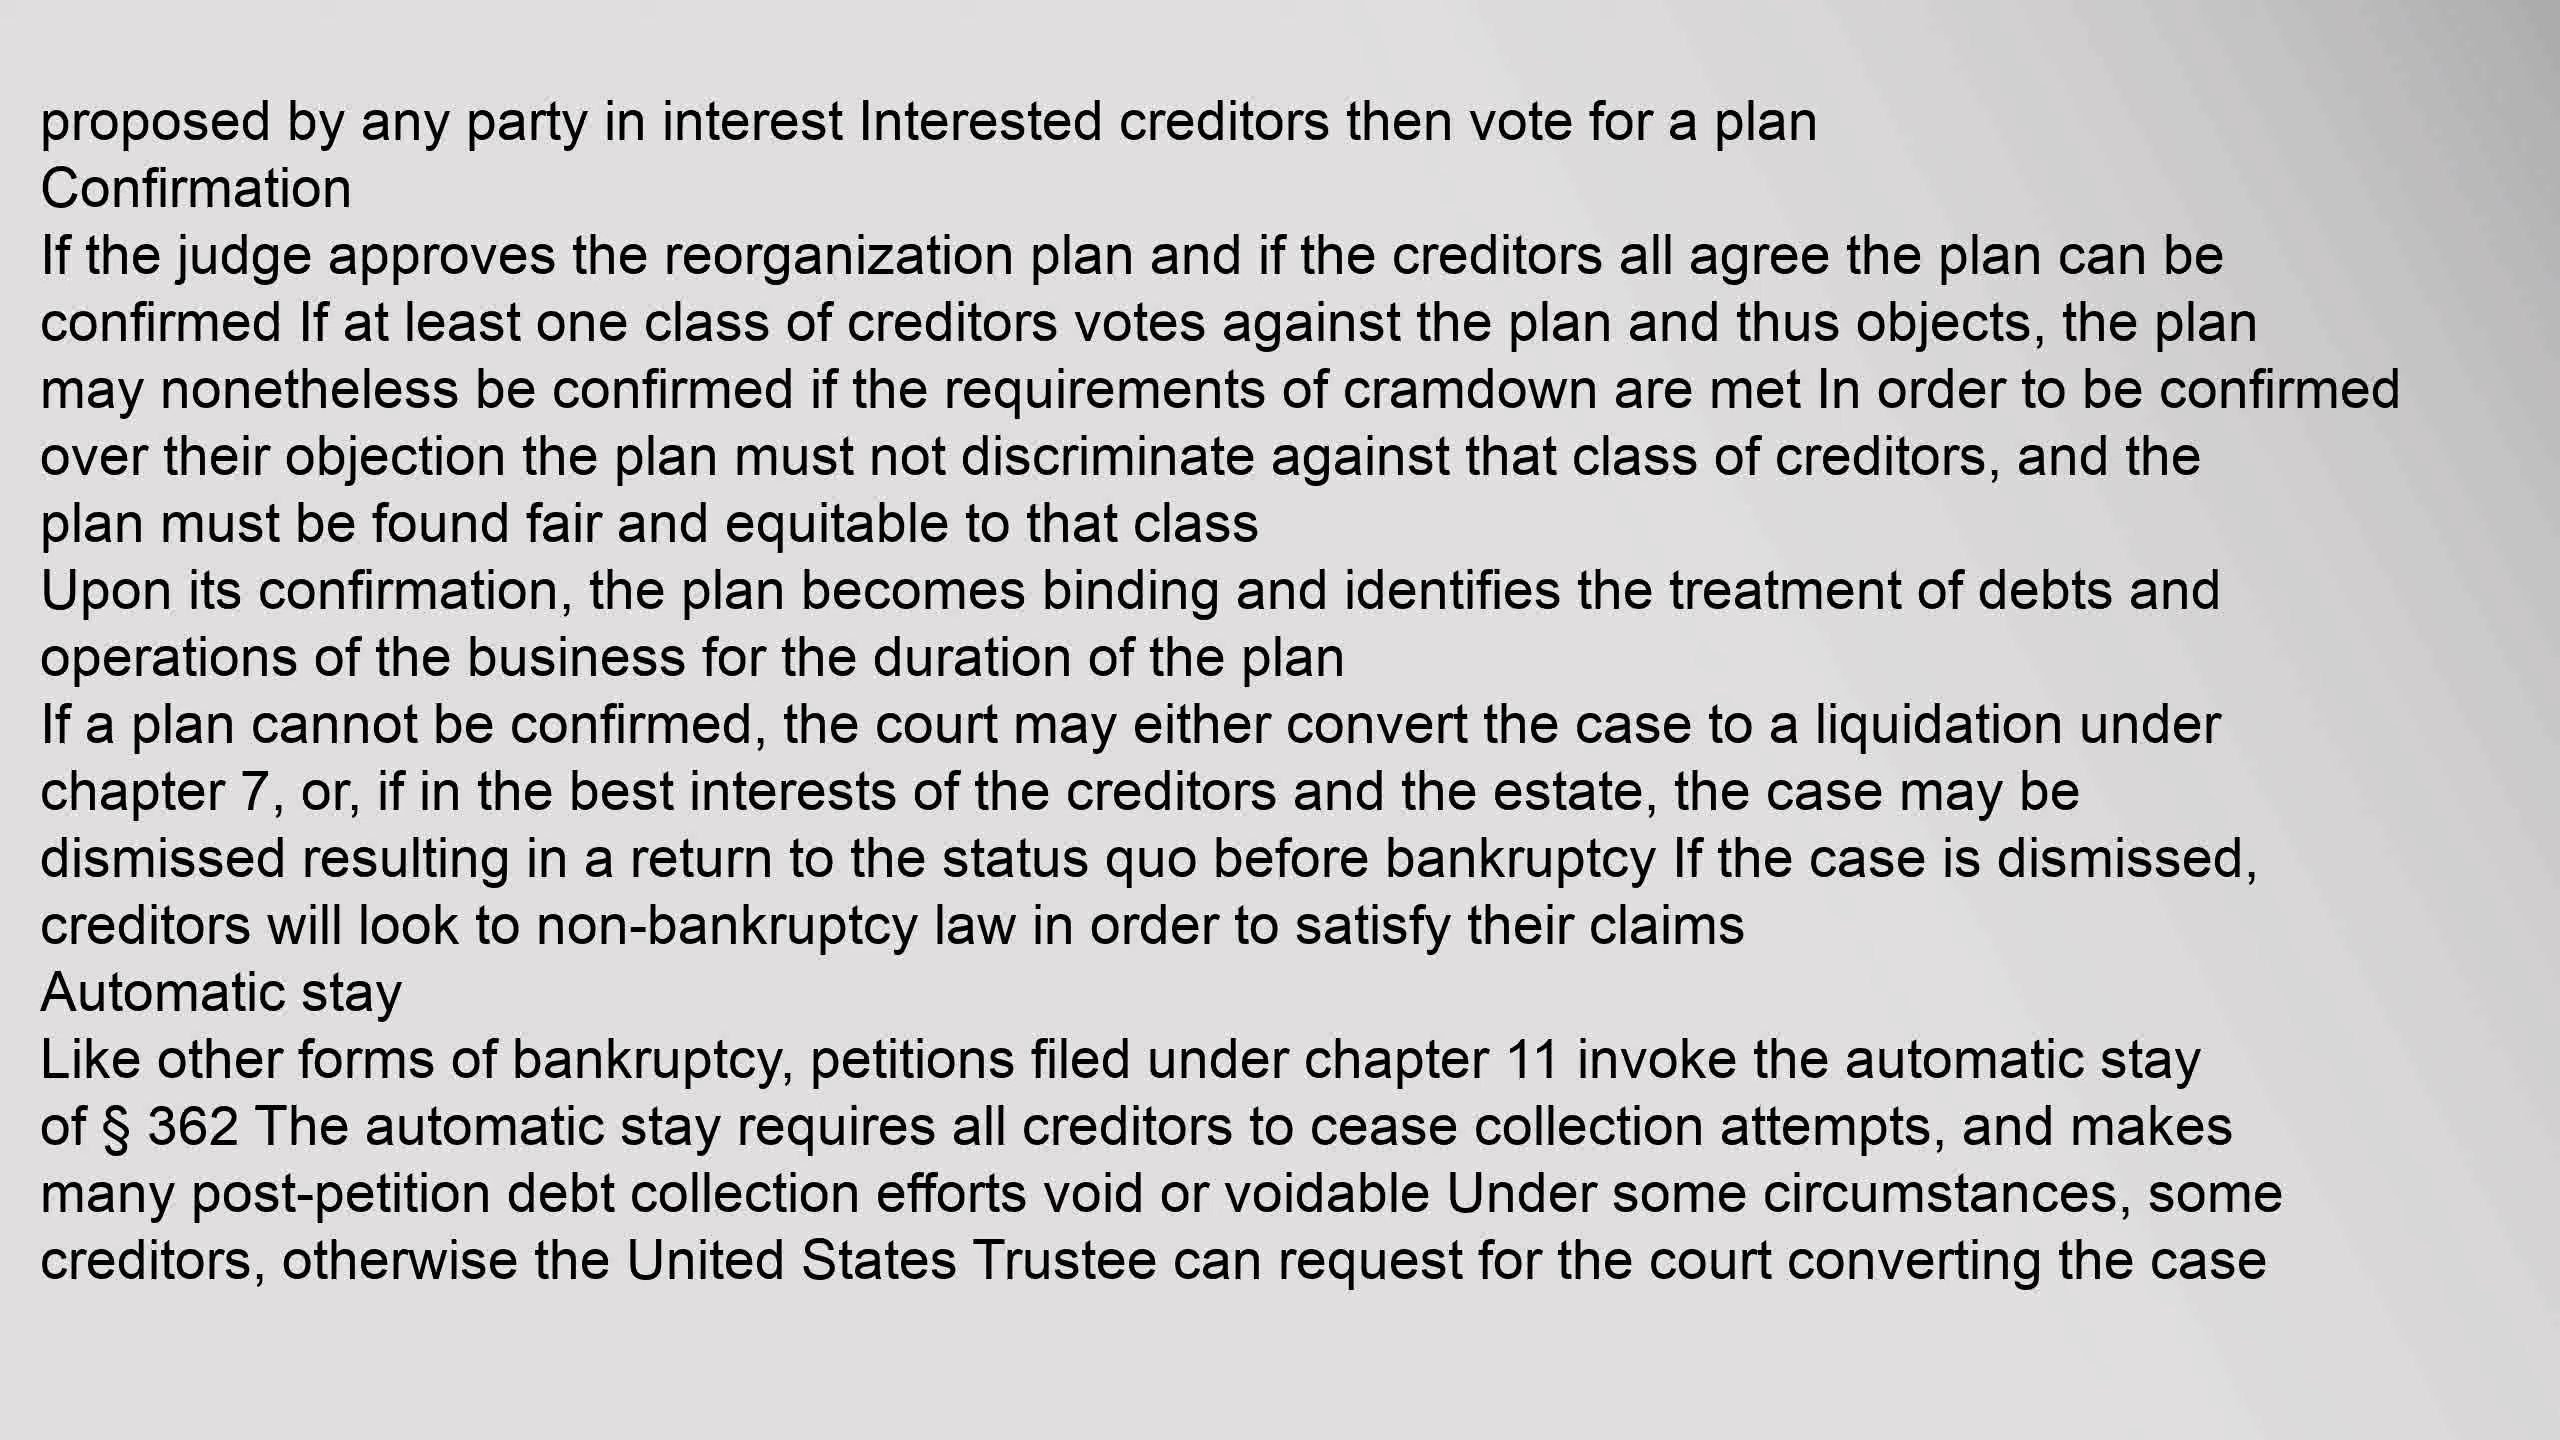 proposed by any party in interest Interested creditors then vote for a plan
Confirmation
If the judge approves the reorganization plan and if the creditors all agree the plan can be
confirmed If at least one class of creditors votes against the plan and thus objects, the plan
may nonetheless be confirmed if the requirements of cramdown are met In order to be confirmed
over their objection the plan must not discriminate against that class of creditors, and the
plan must be found fair and equitable to that class
Upon its confirmation, the plan becomes binding and identifies the treatment of debts and
operations of the business for the duration of the plan
If a plan cannot be confirmed, the court may either convert the case to a liquidation under
chapter 7, or, if in the best interests of the creditors and the estate, the case may be
dismissed resulting in a return to the status quo before bankruptcy If the case is dismissed,
creditors will look to non-bankruptcy law in order to satisfy their claims
Automatic stay
Like other forms of bankruptcy, petitions filed under chapter 11 invoke the automatic stay
of § 362 The automatic stay requires all creditors to cease collection attempts, and makes
many post-petition debt collection efforts void or voidable Under some circumstances, some
creditors, otherwise the United States Trustee can request for the court converting the case